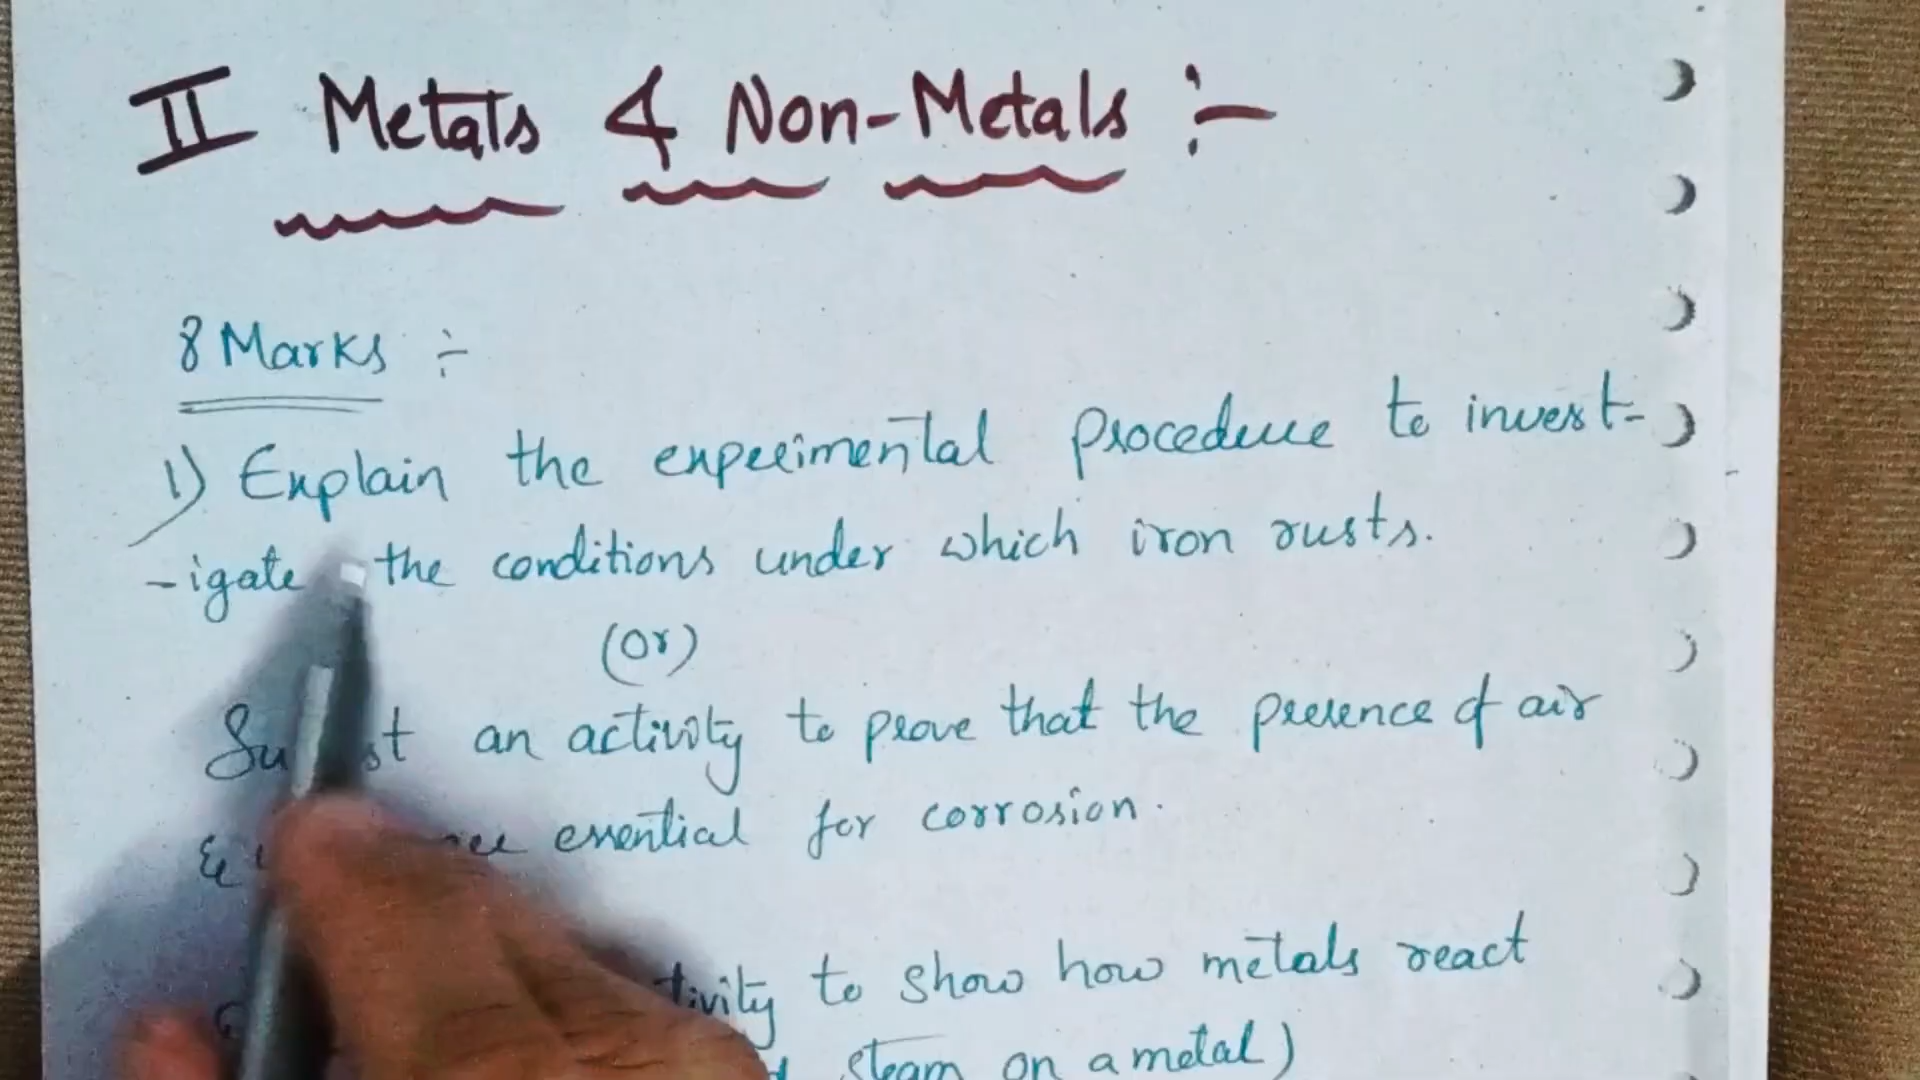 II Metals & Non-Metals :-
8 Marks :-
1) Explain the experimental procedure to invest-
-igate the conditions under which iron rusts.
(Or)
an activity to prove that the presence of air
& essential for corrosion.
to show how metals react
steam on a metal)